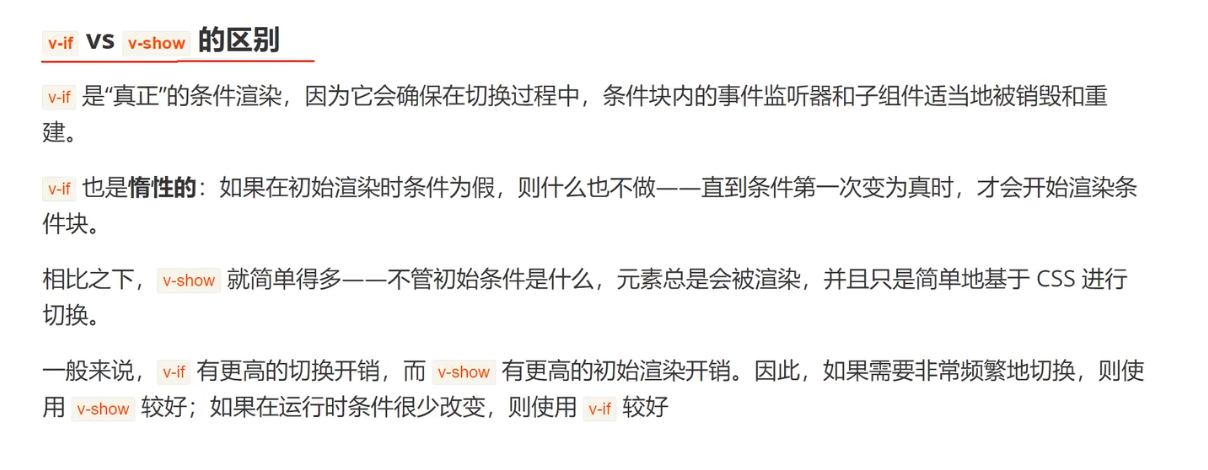 v-if vs v-show 的区别
v-if 是“真正”的条件渲染，因为它会确保在切换过程中，条件块内的事件监听器和子组件适当地被销毁和重
建。
v-if 也是惰性的：如果在初始渲染时条件为假，则什么也不做——直到条件第一次变为真时，才会开始渲染条
件块。
相比之下，v-show 就简单得多——不管初始条件是什么，元素总是会被渲染，并且只是简单地基于 CSS 进行
切换。
一般来说，v-if 有更高的切换开销，而 v-show 有更高的初始渲染开销。因此，如果需要非常频繁地切换，则使
用 v-show 较好；如果在运行时条件很少改变，则使用 v-if 较好